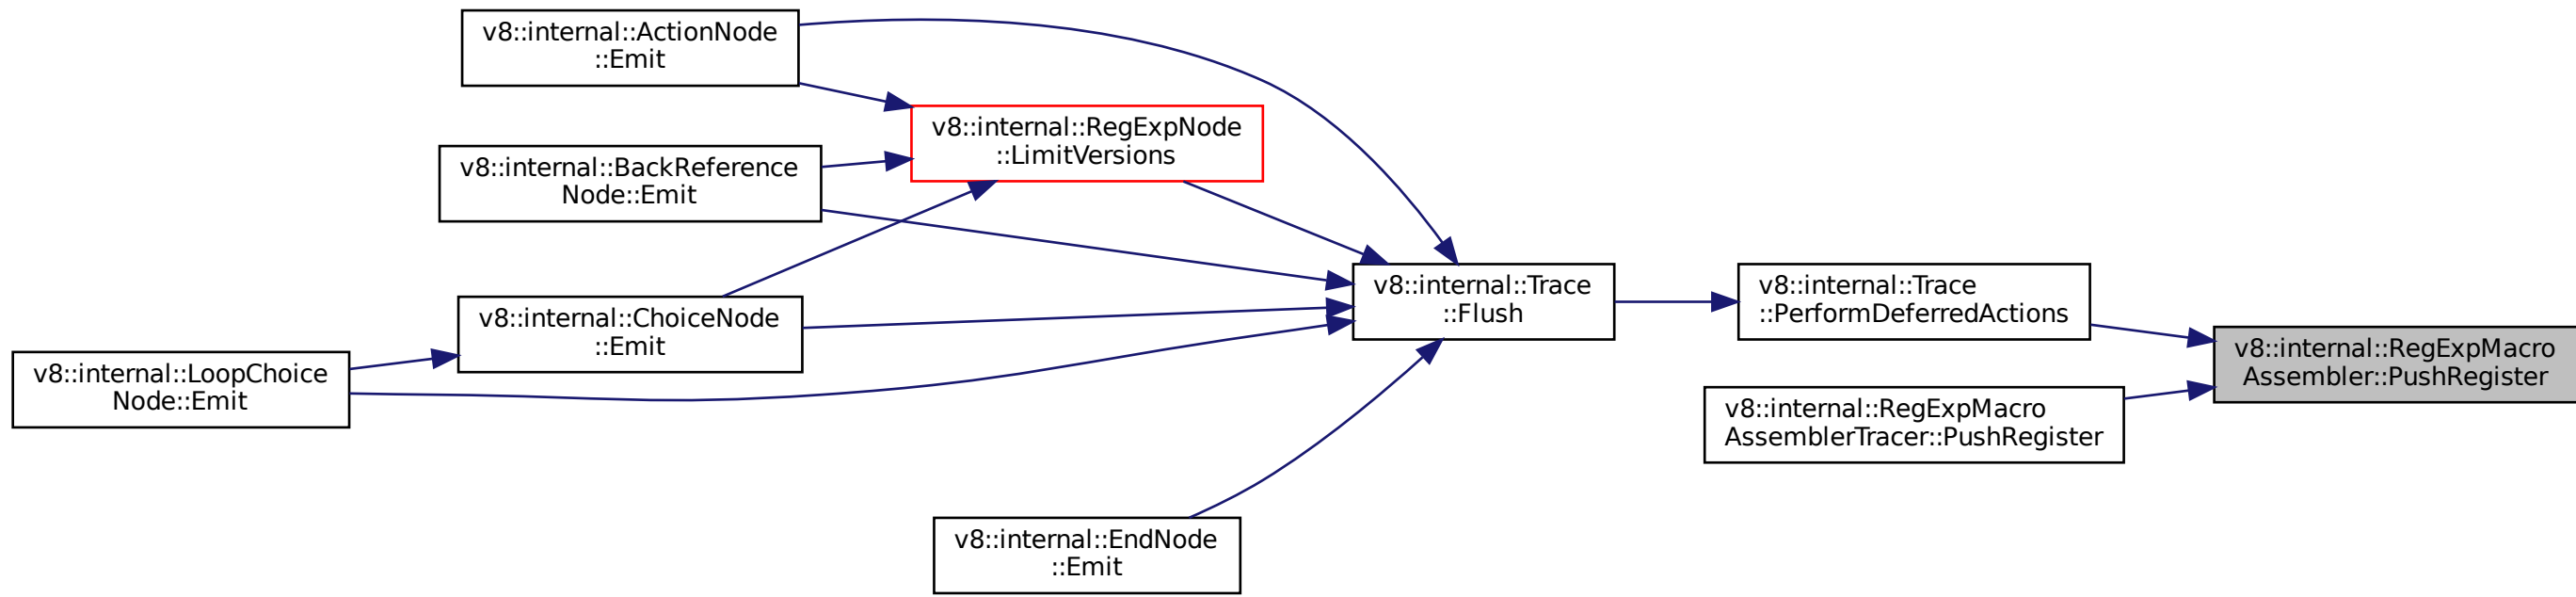 v8::internal::ActionNode
::Emit
v8::internal::RegExpNode
::LimitVersions
v8::internal::BackReference
Node::Emit
v8::internal::Trace
::Flush
v8::internal::Trace
::PerformDeferredActions
v8::internal::ChoiceNode
::Emit
v8::internal::RegExpMacro
Assembler::PushRegister
v8::internal::LoopChoice
Node::Emit
v8::internal::RegExpMacro
AssemblerTracer::PushRegister
v8::internal::EndNode
::Emit